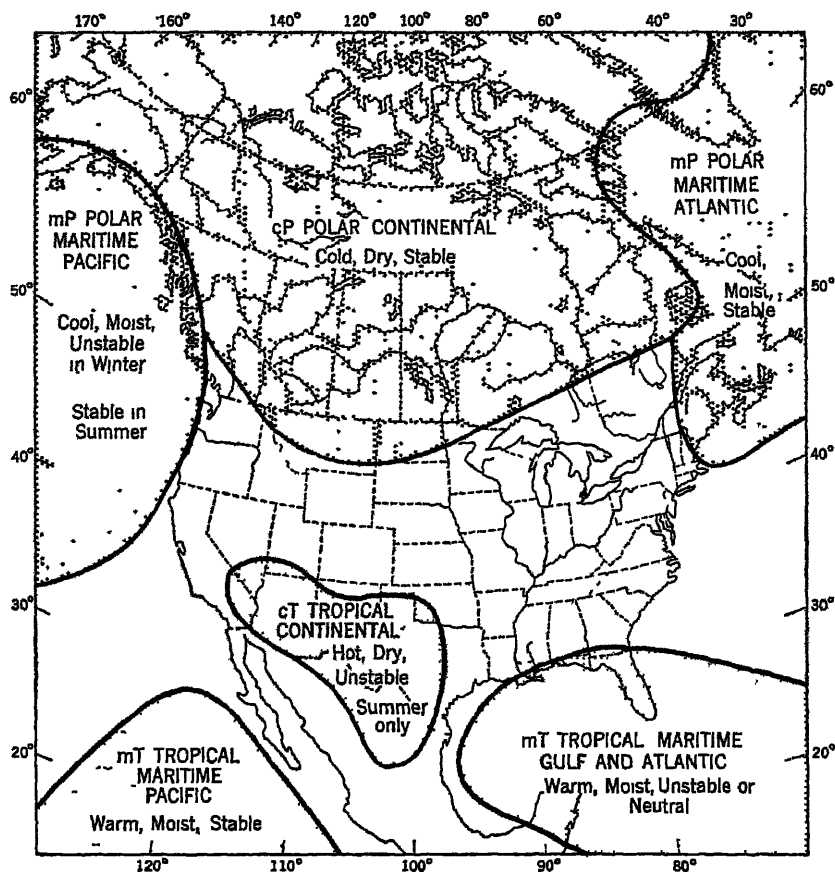 170° 160° 150° 140° 120° 100° 80° 60° 50° 40° 30°
60° 60°
mP POLAR
MARITIME
ATLANTIC
mP POLAR
MARITIME
PACIFIC
cP POLAR CONTINENTAL
Cold, Dry, Stable
Cool,
Moist,
Stable
50° 50°
Cool, Moist,
Unstable
in Winter
Stable in
Summer
40° 40°
30° 30°
cT TROPICAL
CONTINENTAL
Hot, Dry,
Unstable
Summer
only
20° 20°
mT TROPICAL
MARITIME
PACIFIC
Warm, Moist, Stable
mT TROPICAL MARITIME
GULF AND ATLANTIC
Warm, Moist, Unstable or
Neutral
120° 110° 100° 90° 80°